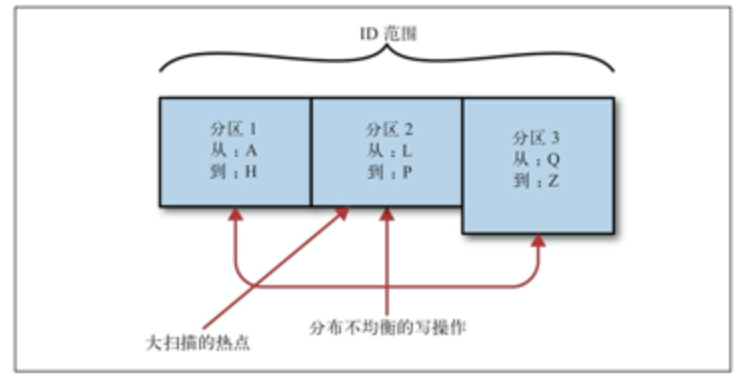 ID 范围
分区 1
从：A
到：H
分区 2
从：L
到：P
分区 3
从：Q
到：Z
大扫描的热点
分布不均衡的写操作